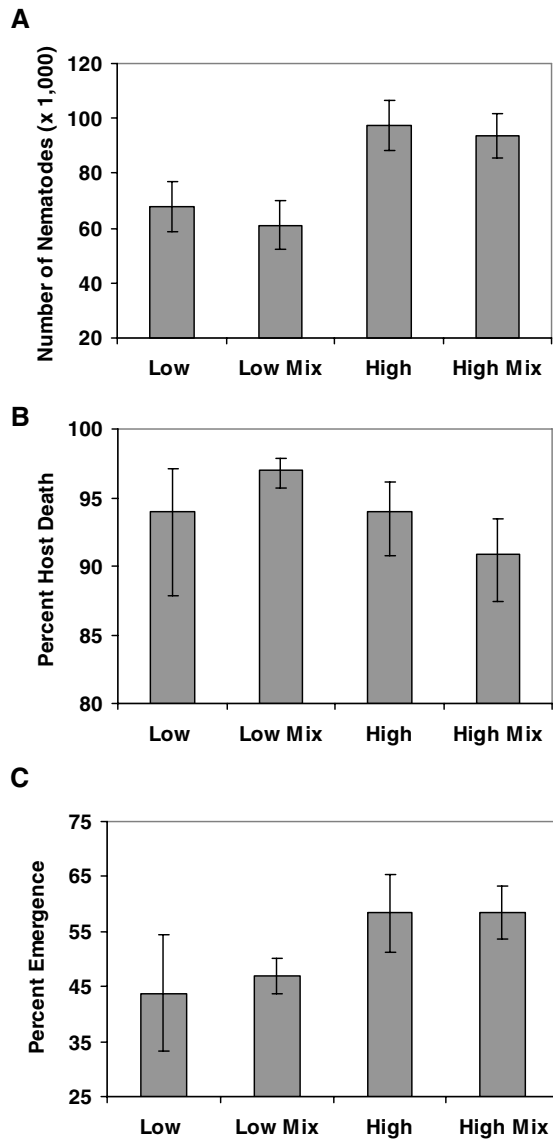 A
Number of Nematodes (x 1,000)
120
100
80
60
40
20
Low Low Mix High High Mix
B
Percent Host Death
100
95
90
85
80
Low Low Mix High High Mix
C
Percent Emergence
75
65
55
45
35
25
Low Low Mix High High Mix